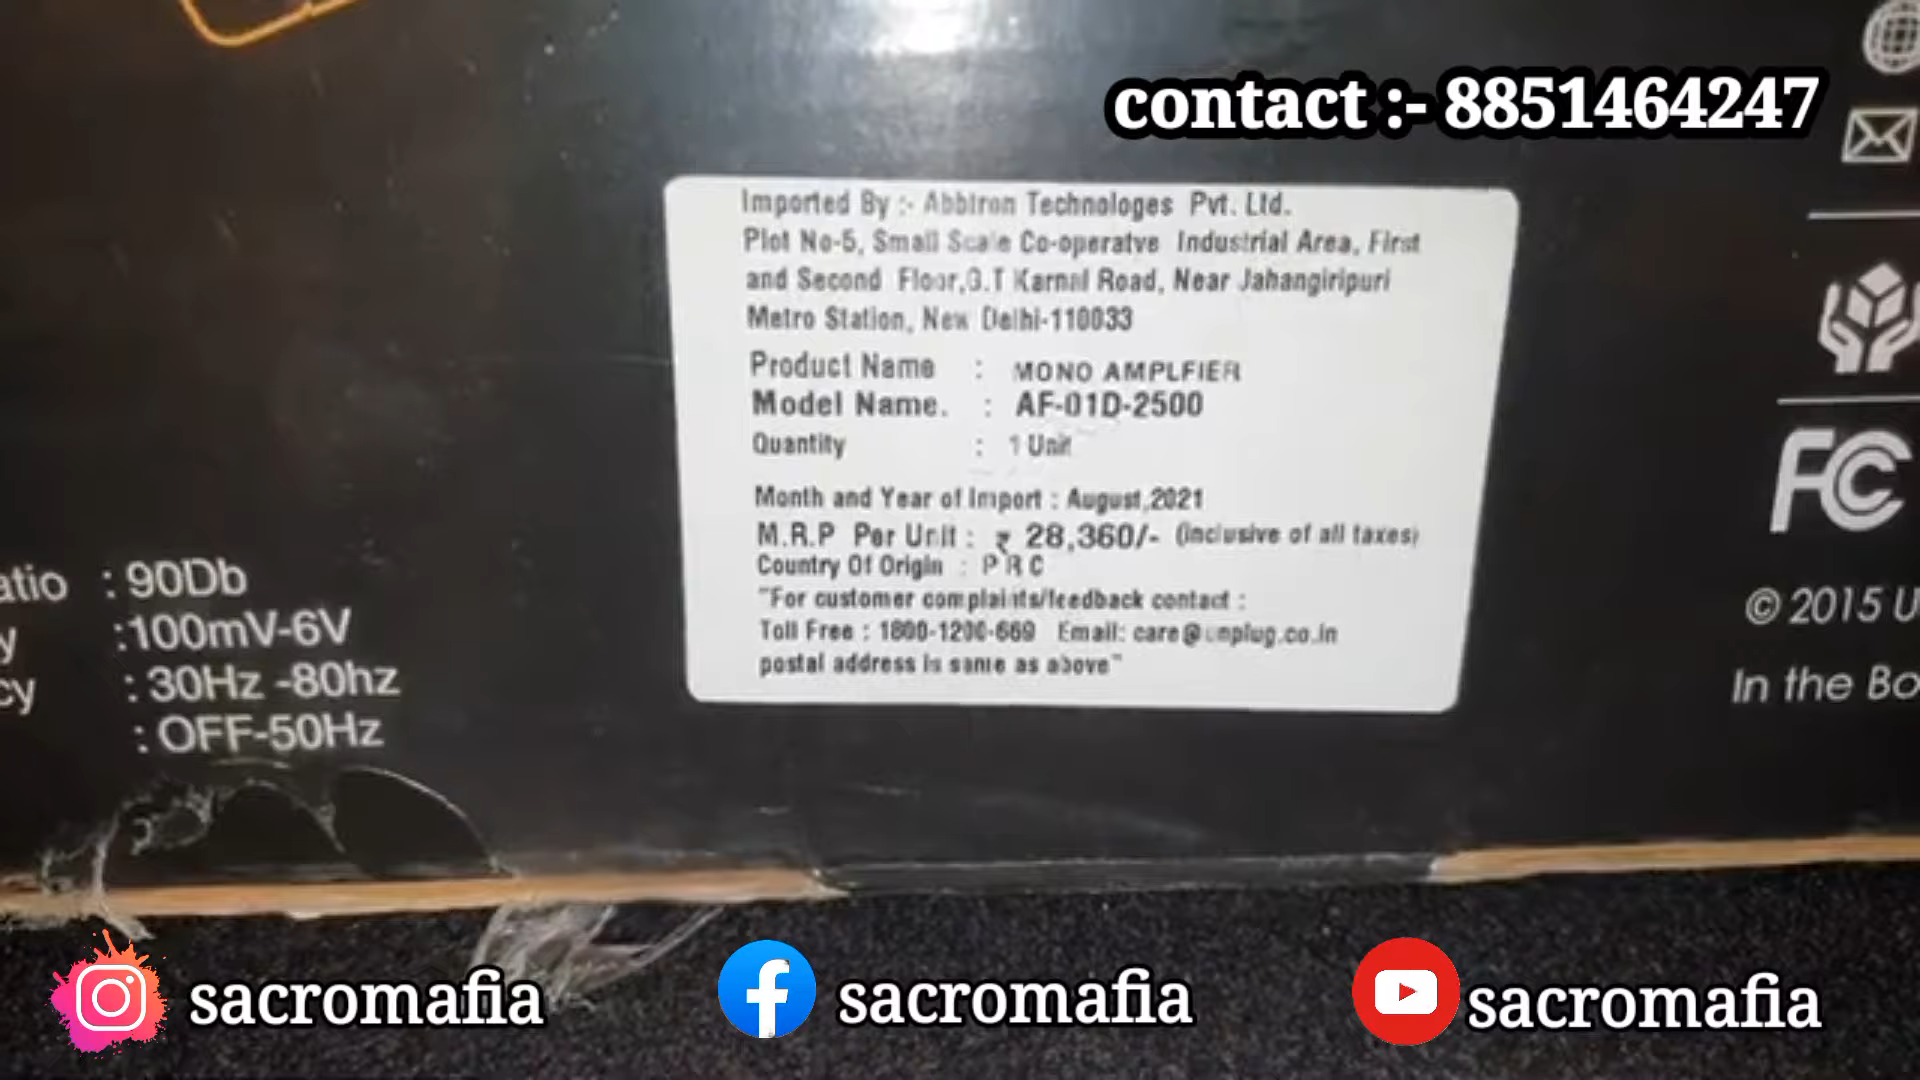 contact :- 8851464247
Imported By :- Abbtron Technologes Pvt. Ltd.
Plot No-5, Small Scale Co-operatve Industrial Area, First
and Second Floor,G.T Karnal Road, Near Jahangiripuri
Metro Station, New Delhi-110033
Product Name : MONO AMPLFIER
Model Name. : AF-01D-2500
Quantity : 1 Unit
Month and Year of Import : August,2021
M.R.P Per Unit : ₹ 28,360/- (inclusive of all taxes)
Country Of Origin : P R C
"For customer complaints/feedback contact :
Toll Free : 1800-1200-669 Email: care@unplug.co.in
postal address is same as above"
atio : 90Db
y :100mV-6V
cy : 30Hz -80hz
: OFF-50Hz
FC
© 2015 U
In the Bo
sacromafia
sacromafia
sacromafia